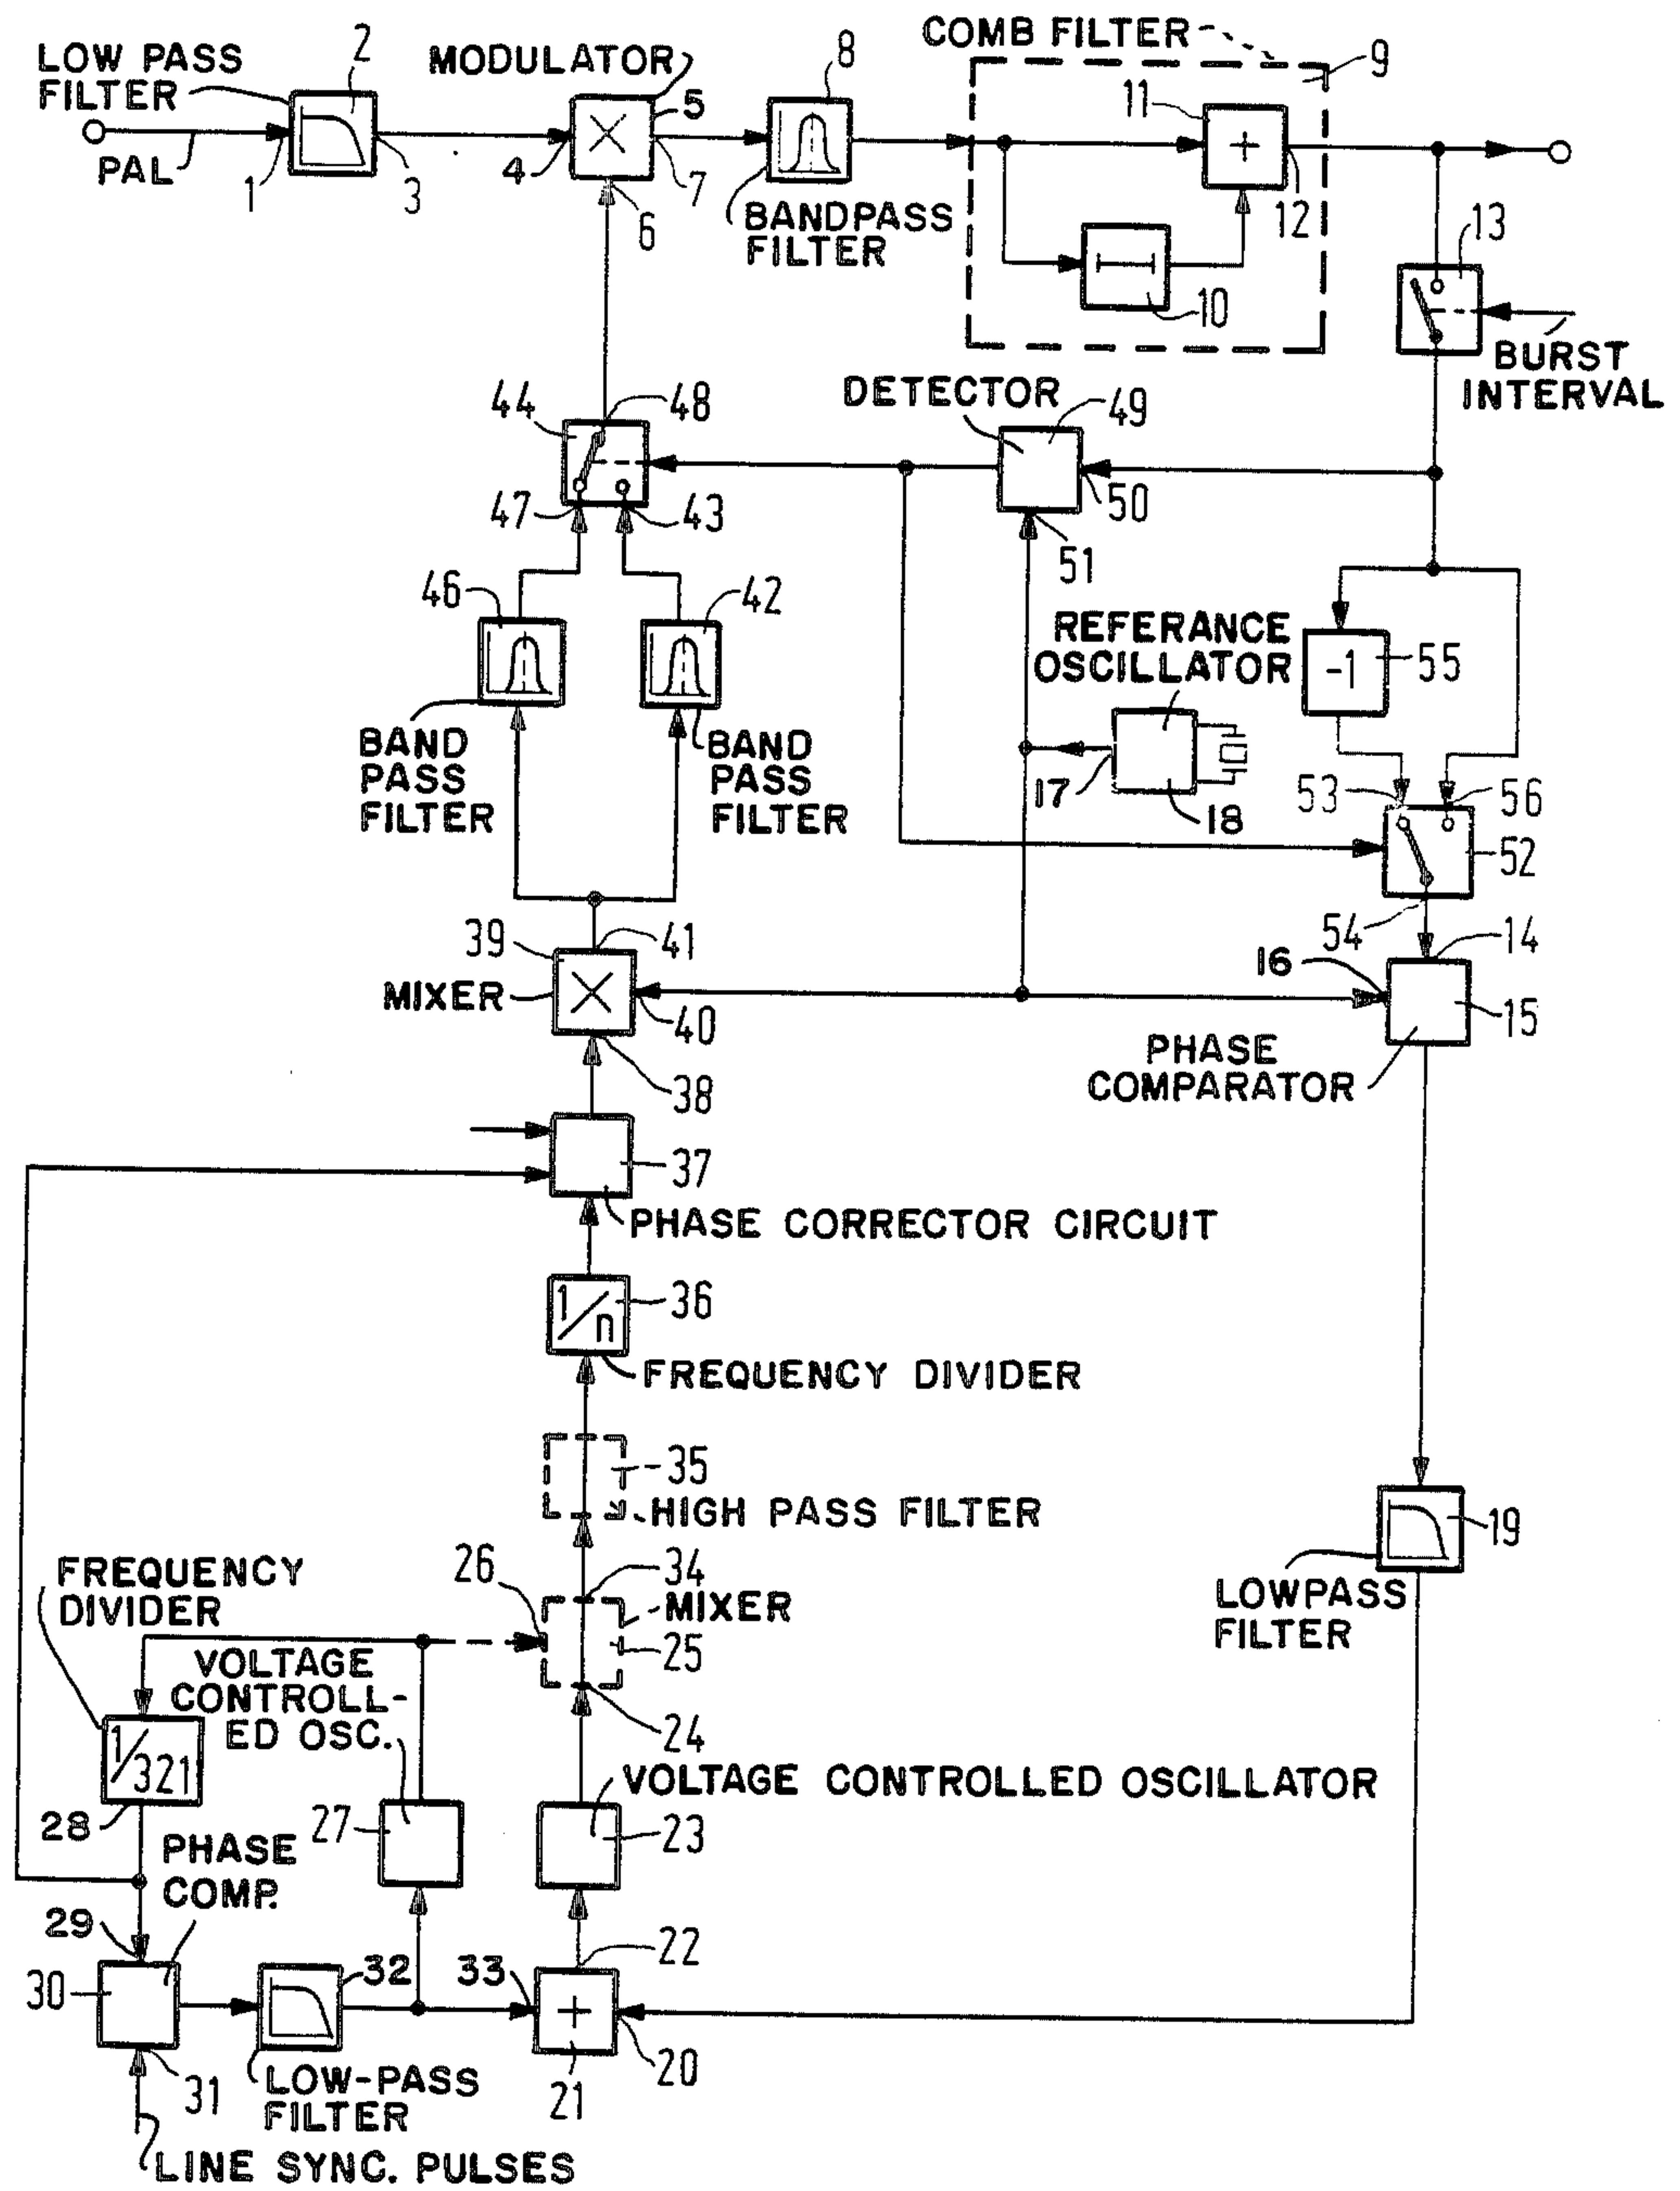 COMB FILTER
LOW PASS
FILTER
2
MODULATOR
8
9
5
11
PAL
1
3
4
7
6
BANDPASS
FILTER
+
12
10
13
BURST
INTERVAL
44
48
DETECTOR
49
47
43
50
51
46
42
REFERANCE
OSCILLATOR
-1
55
BAND
PASS
FILTER
BAND
PASS
FILTER
17
18
53
56
52
54
39
41
14
16
MIXER
40
15
38
PHASE
COMPARATOR
37
PHASE CORRECTOR CIRCUIT
1/n
36
FREQUENCY DIVIDER
35
HIGH PASS FILTER
19
26
34
FREQUENCY
DIVIDER
MIXER
LOWPASS
FILTER
25
VOLTAGE
CONTROLL-
ED OSC.
24
1/321
VOLTAGE CONTROLLED OSCILLATOR
28
27
23
PHASE
COMP.
29
22
30
32
33
+
20
31
21
LOW-PASS
FILTER
LINE SYNC. PULSES